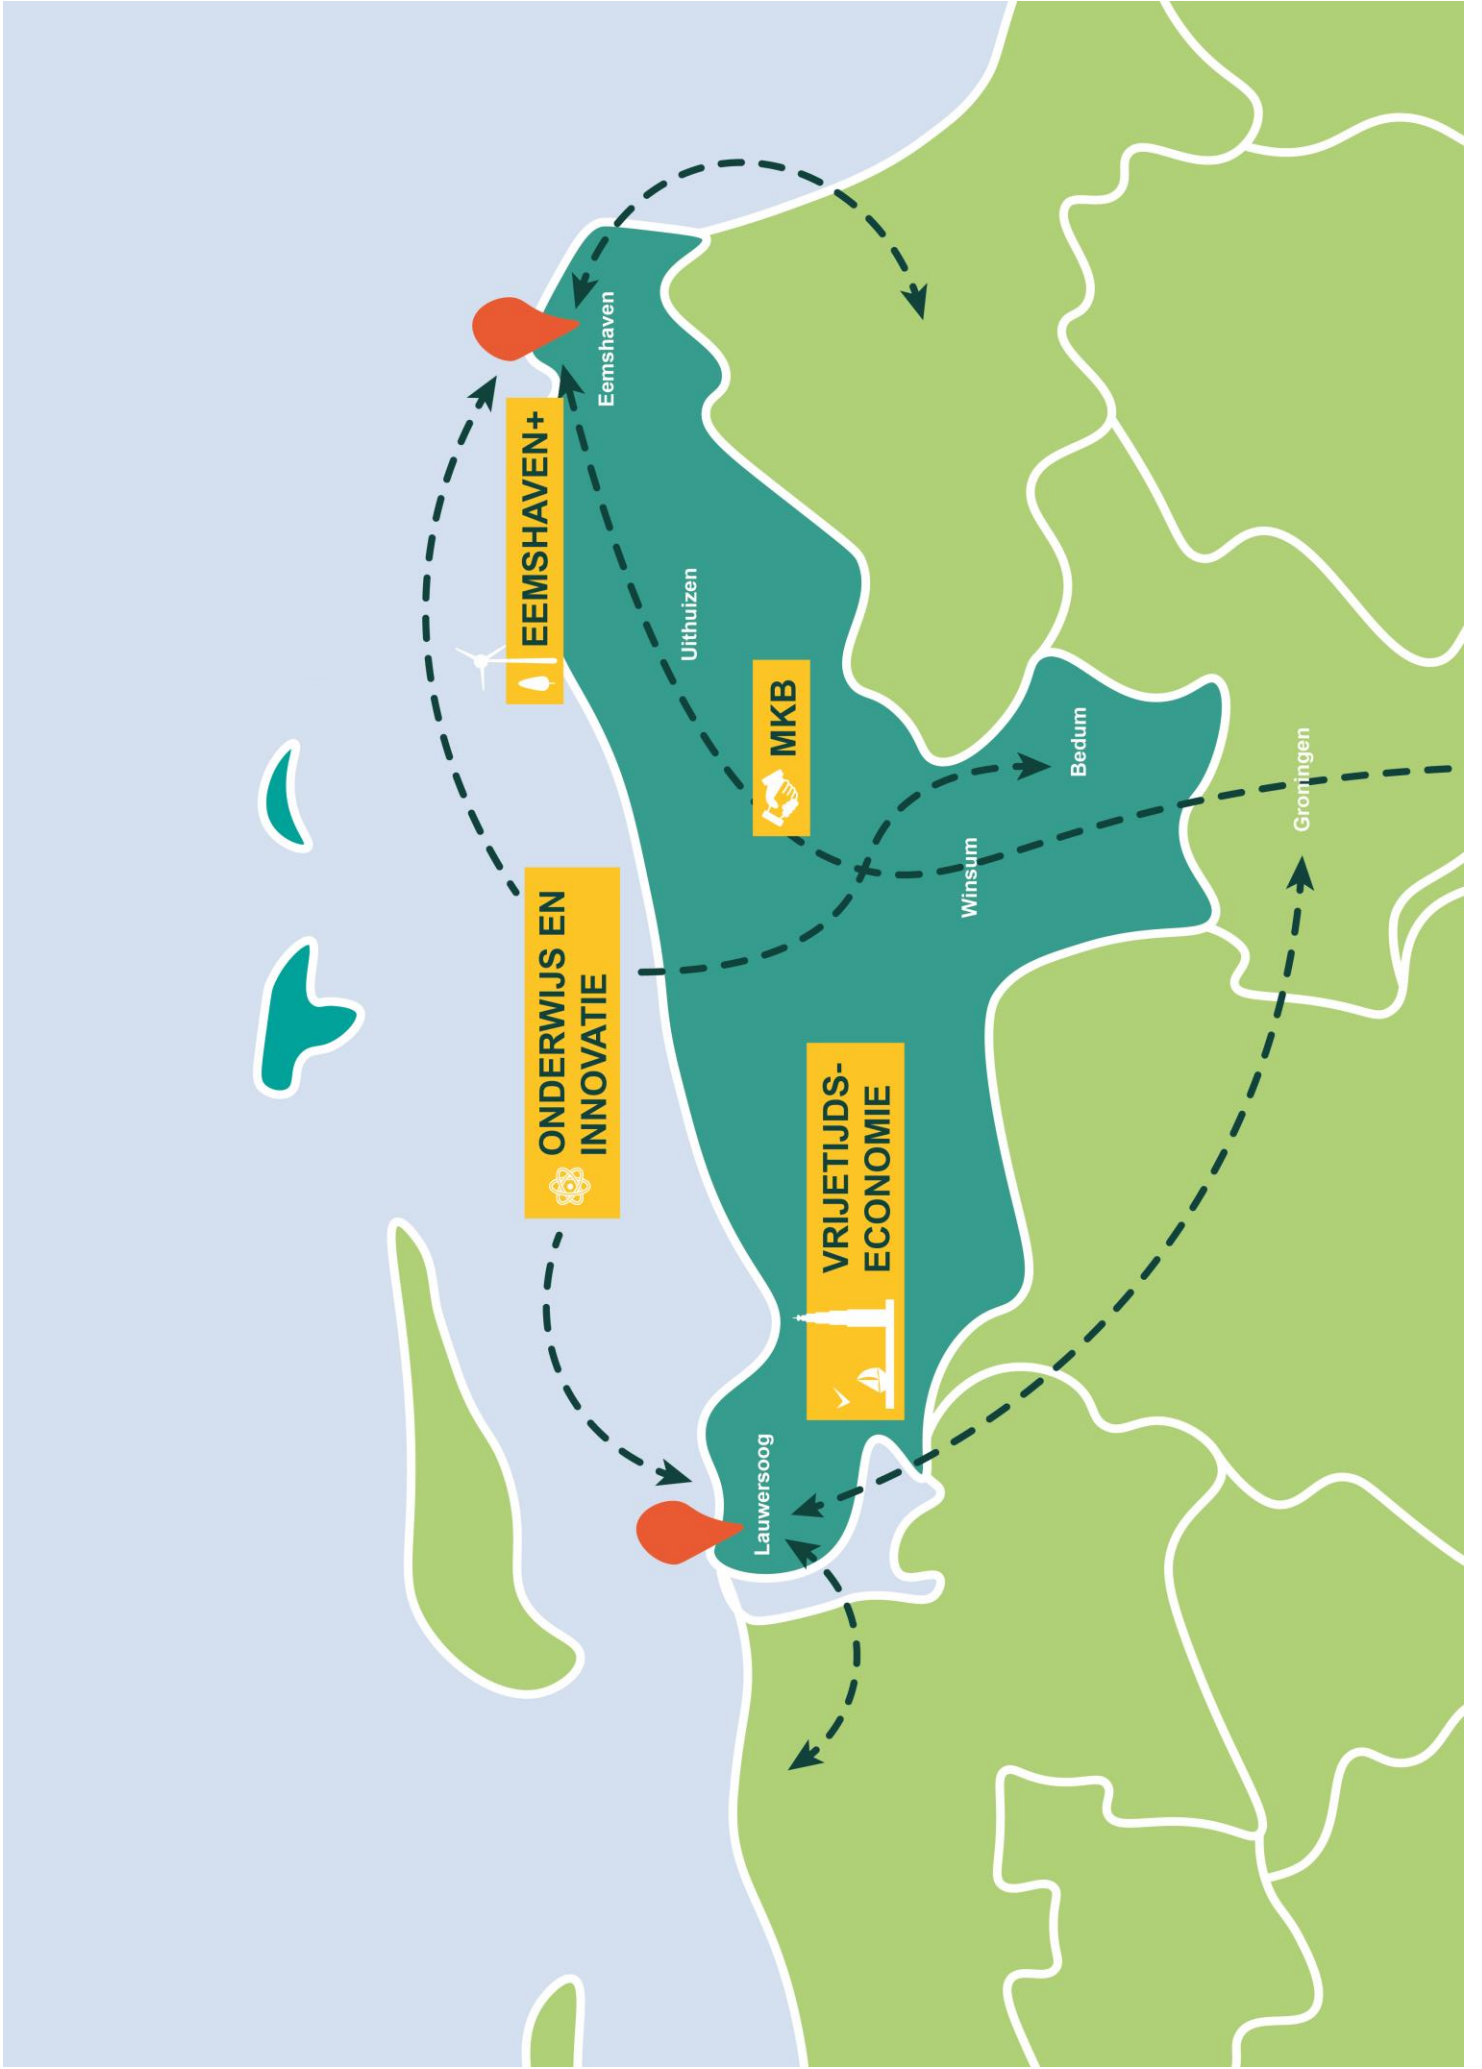 EEMSHAVEN+
Eemshaven
ONDERWIJS EN
INNOVATIE
Uithuizen
MKB
Lauwersoog
VRIJETIJDS-
ECONOMIE
Winsum
Bedum
Groningen